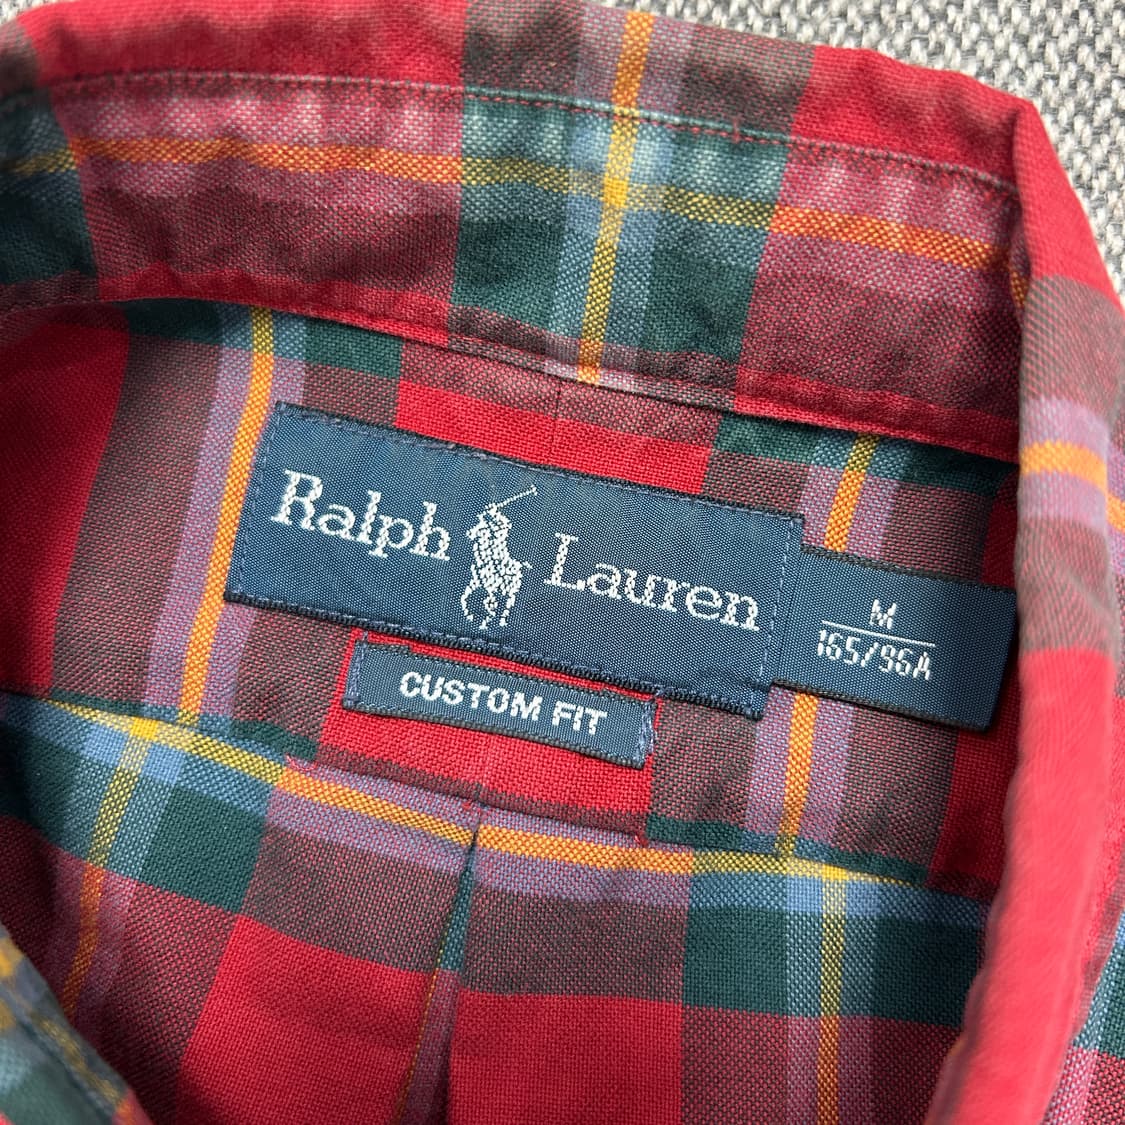 Ralph Lauren
M
165/96A
CUSTOM FIT